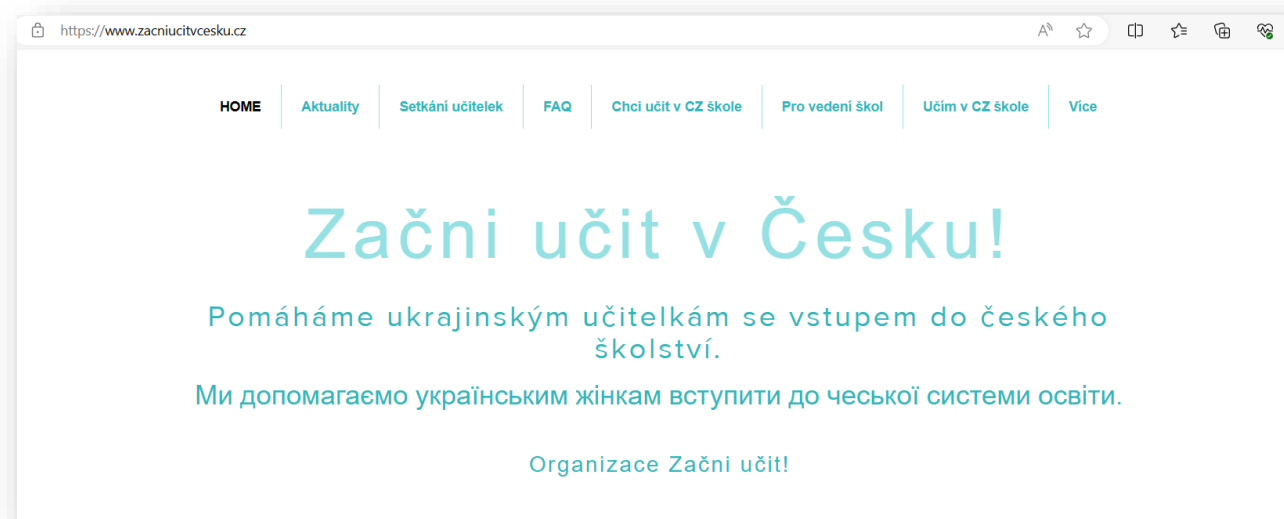 https://www.zacniucitvcesku.cz
HOME
Aktuality
Setkání učitelek
FAQ
Chci učit v CZ škole
Pro vedení škol
Učím v CZ škole
Více
Začni učit v Česku!
Pomáháme ukrajinským učitelkám se vstupem do českého
školství.
Ми допомагаємо українським жінкам вступити до чеської системи освіти.
Organizace Začni učit!